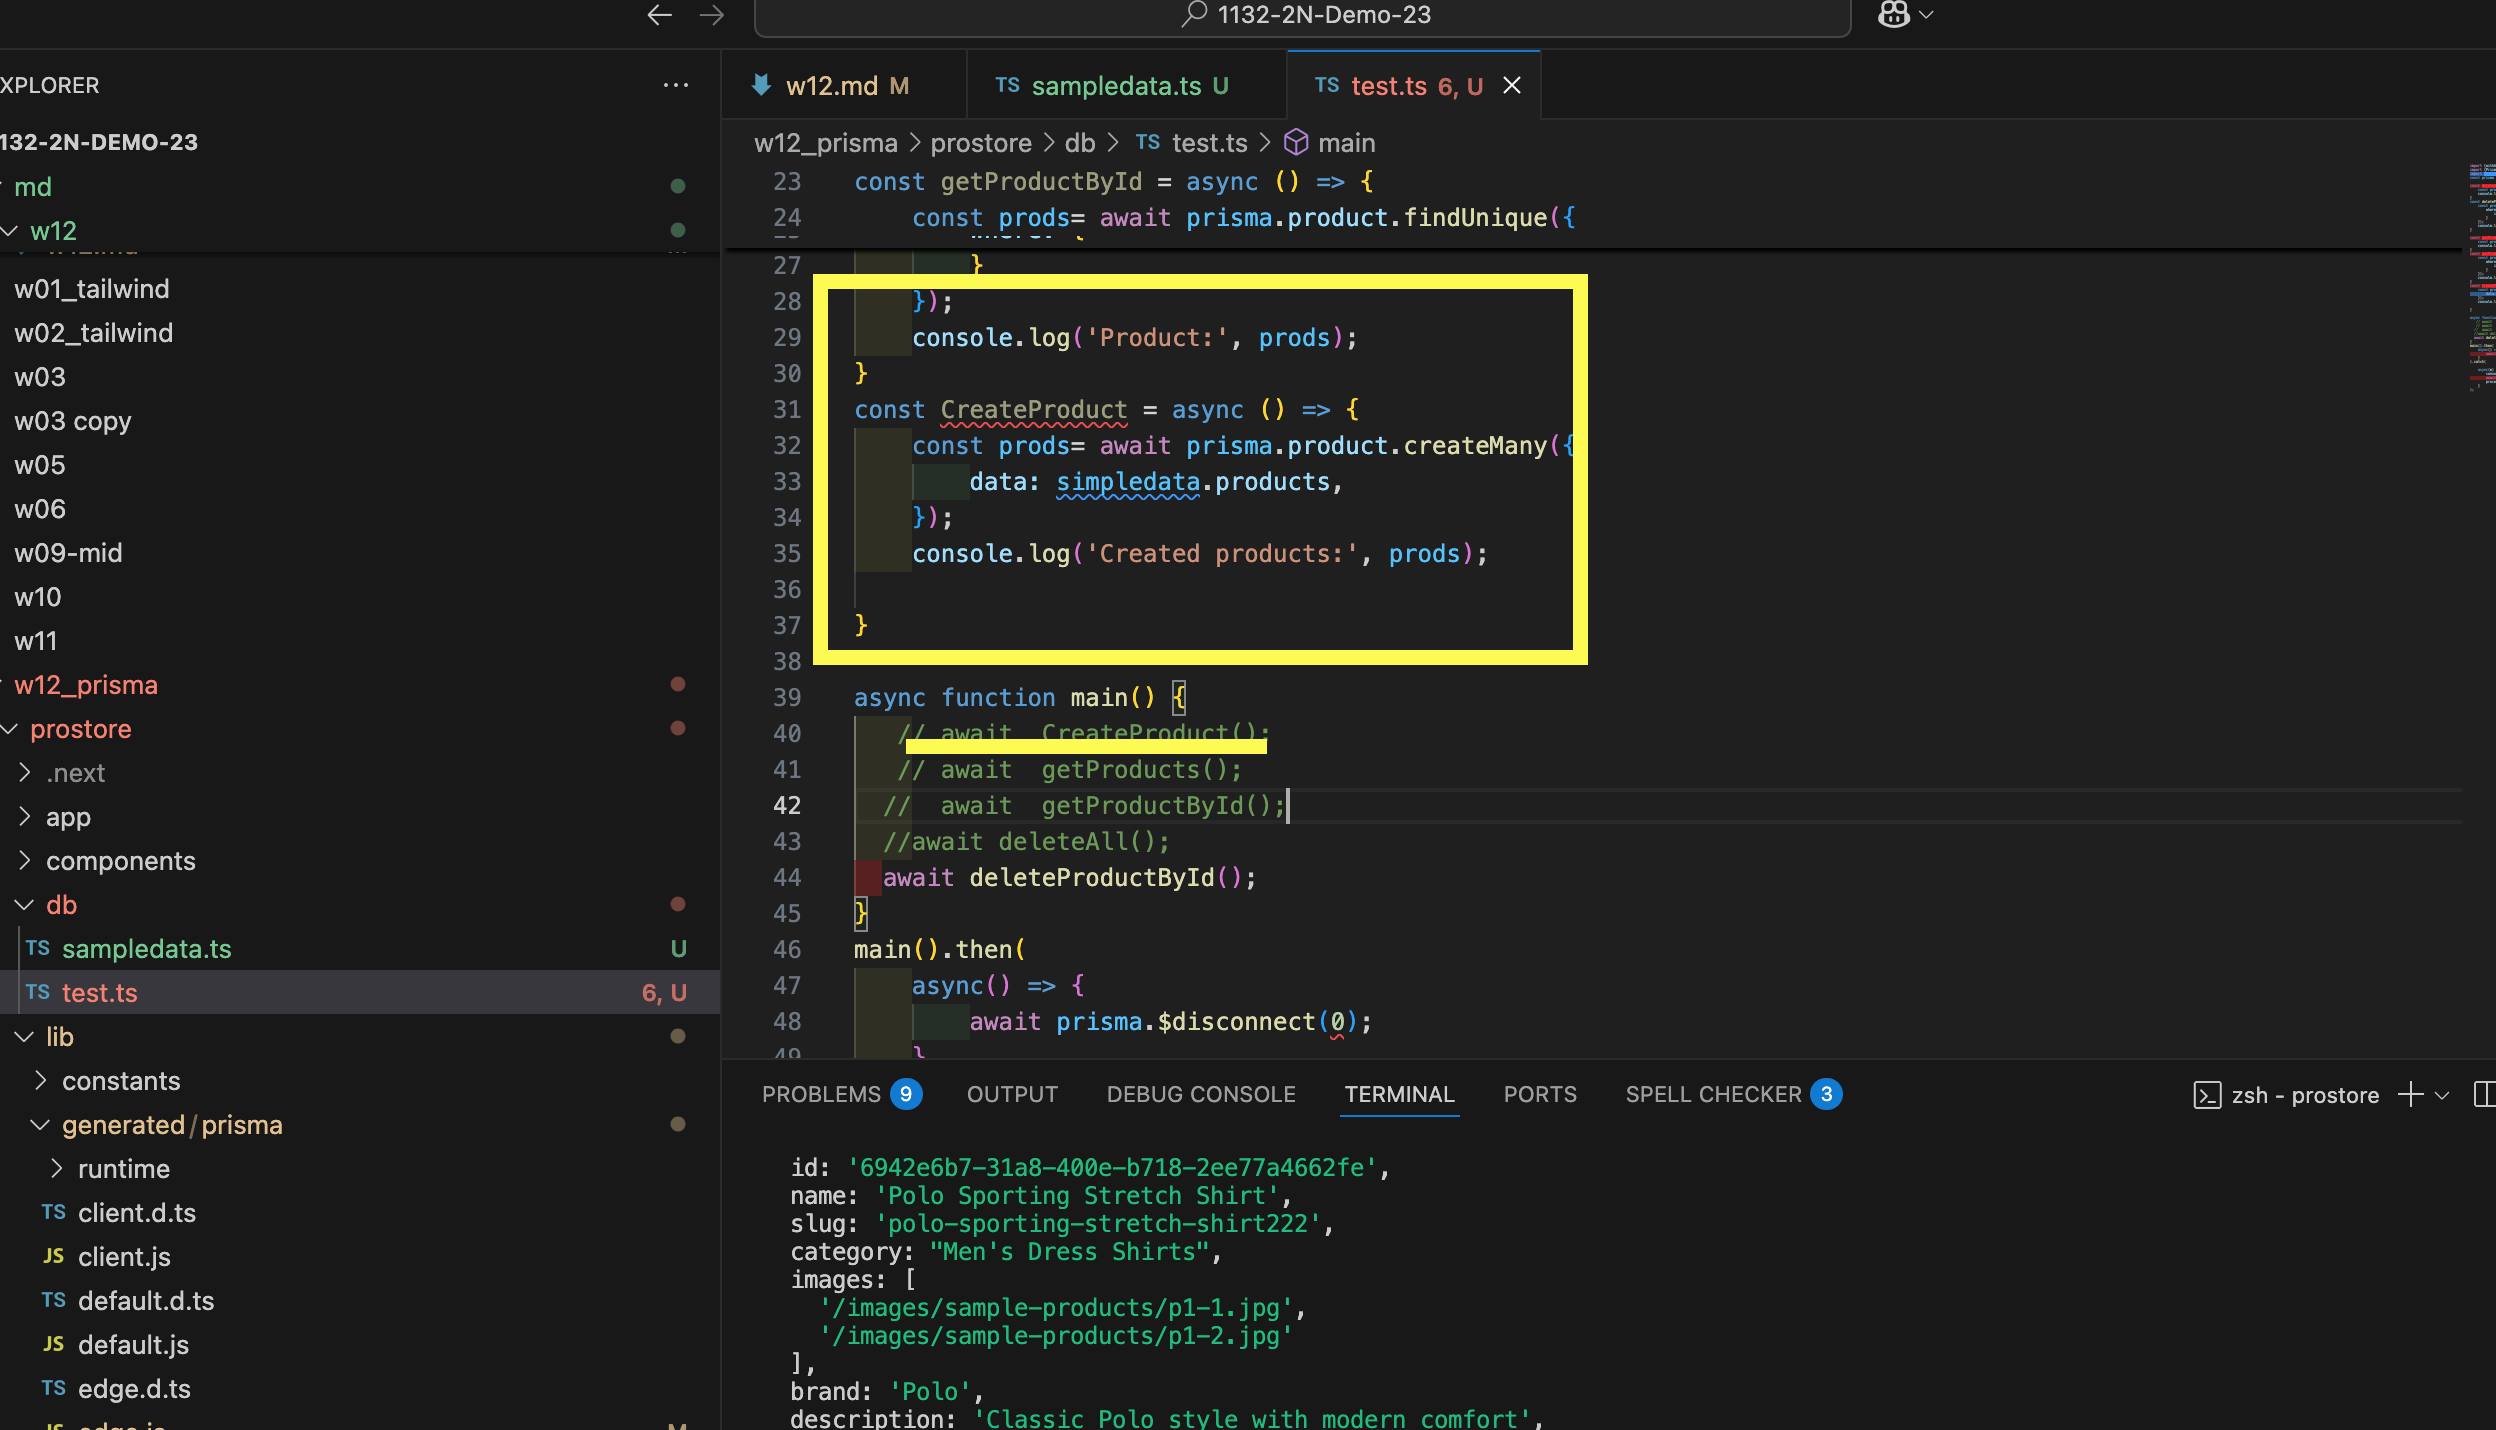 1132-2N-Demo-23
XPLORER
132-2N-DEMO-23
md
w12
w01_tailwind
w02_tailwind
w03
w03 copy
w05
w06
w09-mid
w10
w11
w12_prisma
prostore
.next
app
components
db
TS sampledata.ts U
TS test.ts 6, U
lib
constants
generated/prisma
runtime
TS client.d.ts
JS client.js
TS default.d.ts
JS default.js
TS edge.d.ts
JS edge.js M
w12.md M
TS sampledata.ts U
TS test.ts 6, U
w12_prisma > prostore > db > TS test.ts > main
23 const getProductById = async () => {
24 const prods= await prisma.product.findUnique({
where: {
27 }
28 });
29 console.log('Product:', prods);
30 }
31 const CreateProduct = async () => {
32 const prods= await prisma.product.createMany({
33 data: simpledata.products,
34 });
35 console.log('Created products:', prods);
36
37 }
38
39 async function main() {
40 // await  CreateProduct();
41 // await  getProducts();
42 //  await  getProductById();
43 //await deleteAll();
44 await deleteProductById();
45 }
46 main().then(
47 async() => {
48 await prisma.$disconnect(0);
49 }
PROBLEMS 9 OUTPUT DEBUG CONSOLE TERMINAL PORTS SPELL CHECKER 3
zsh - prostore
id: '6942e6b7-31a8-400e-b718-2ee77a4662fe',
name: 'Polo Sporting Stretch Shirt',
slug: 'polo-sporting-stretch-shirt222',
category: "Men's Dress Shirts",
images: [
'/images/sample-products/p1-1.jpg',
'/images/sample-products/p1-2.jpg'
],
brand: 'Polo',
description: 'Classic Polo style with modern comfort',